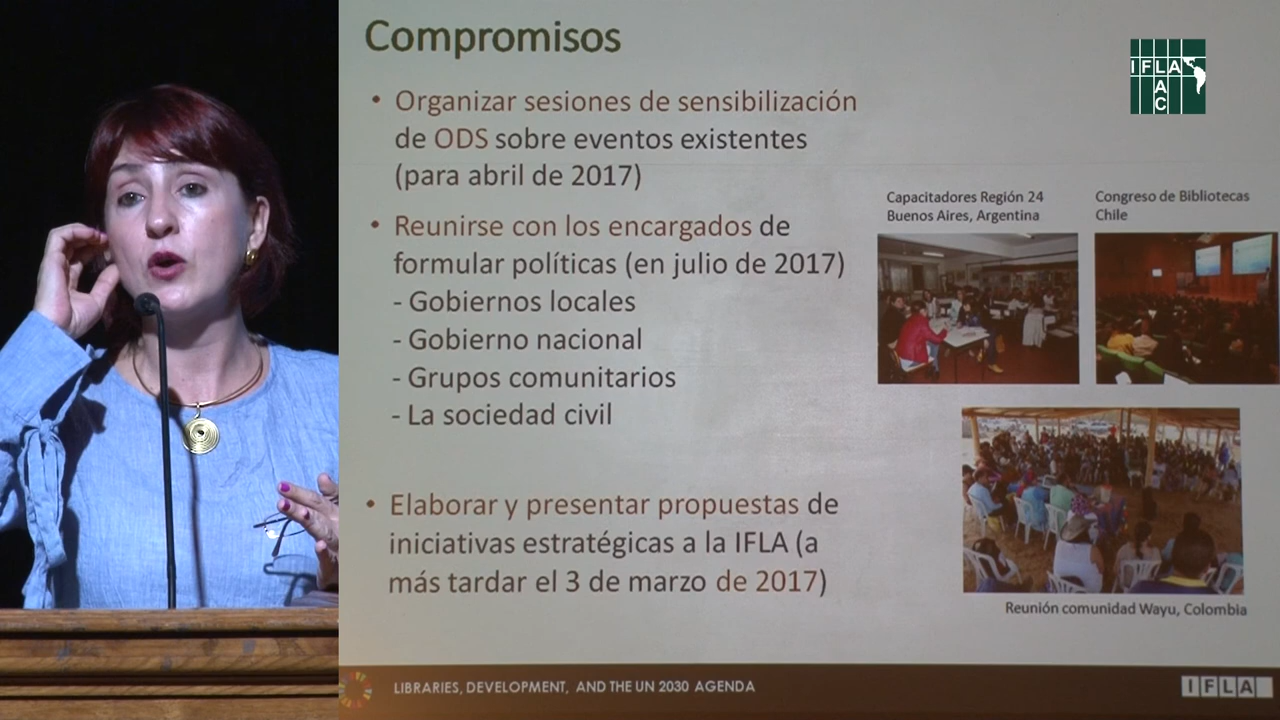 Compromisos
• Organizar sesiones de sensibilización
de ODS sobre eventos existentes
(para abril de 2017)
• Reunirse con los encargados de
formular políticas (en julio de 2017)
- Gobiernos locales
- Gobierno nacional
- Grupos comunitarios
- La sociedad civil
• Elaborar y presentar propuestas de
iniciativas estratégicas a la IFLA (a
más tardar el 3 de marzo de 2017)
IFLA
LAC
Capacitadores Región 24
Buenos Aires, Argentina
Congreso de Bibliotecas
Chile
Reunión comunidad Wayu, Colombia
LIBRARIES, DEVELOPMENT, AND THE UN 2030 AGENDA
IFLA